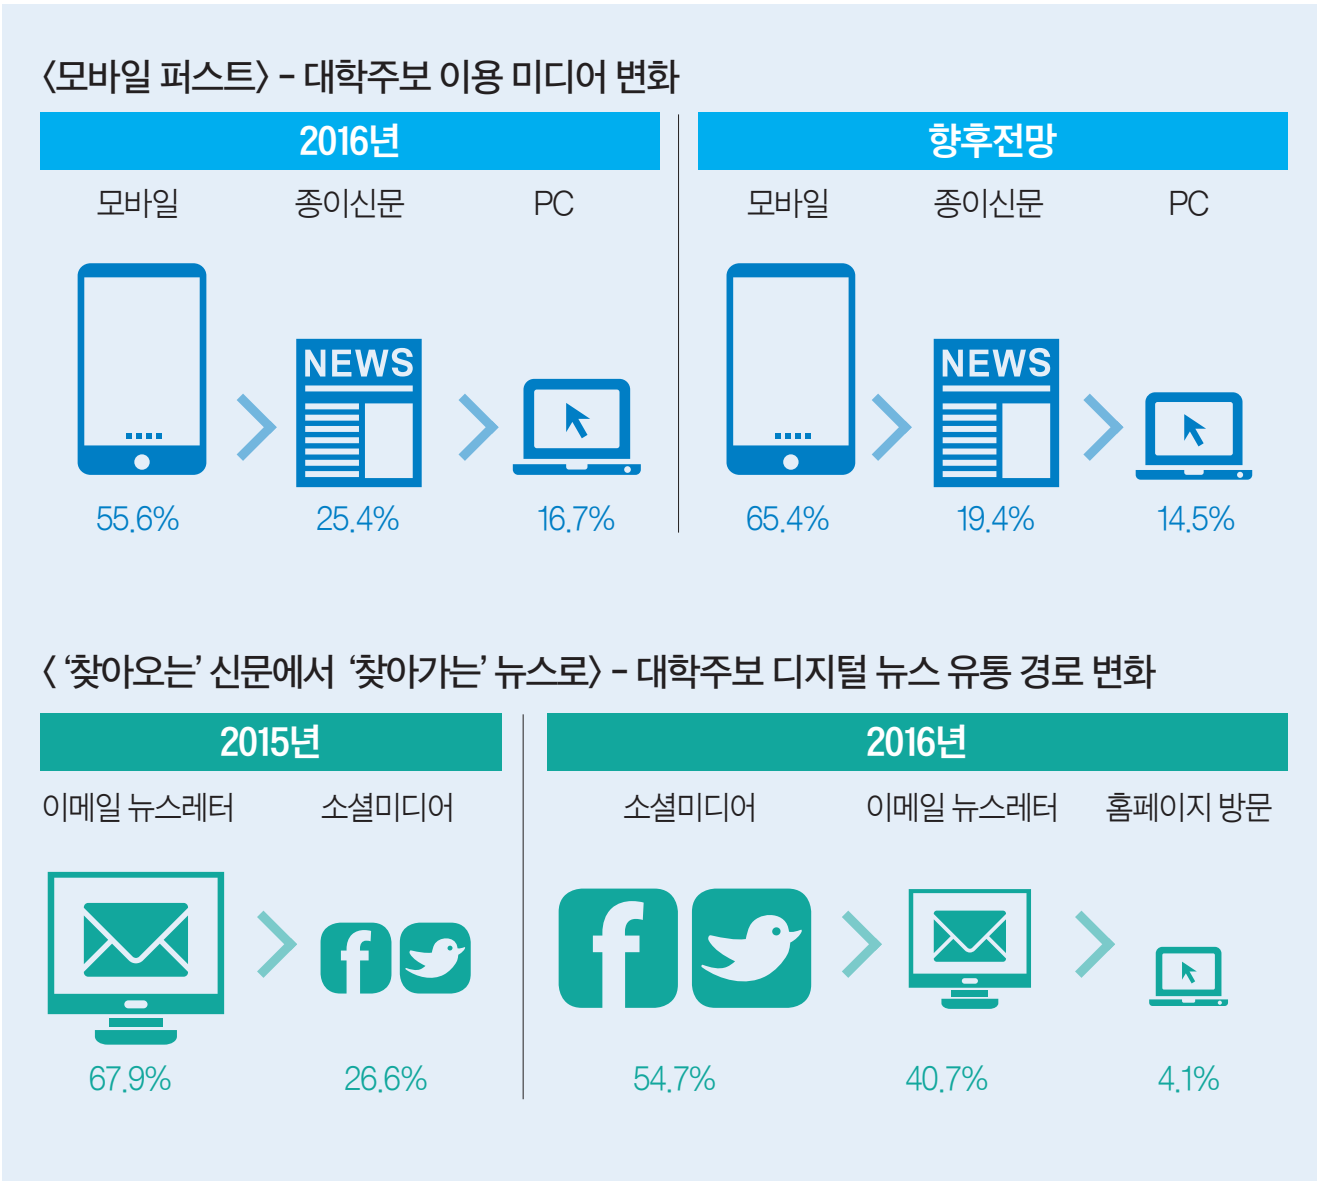 〈모바일 퍼스트〉 - 대학주보 이용 미디어 변화
2016년
향후전망
모바일 종이신문 PC
모바일 종이신문 PC
NEWS
NEWS
55.6% 25.4% 16.7%
65.4% 19.4% 14.5%
〈 ‘찾아오는’ 신문에서 ‘찾아가는’ 뉴스로〉 - 대학주보 디지털 뉴스 유통 경로 변화
2015년
2016년
이메일 뉴스레터 소셜미디어
소셜미디어 이메일 뉴스레터 홈페이지 방문
67.9% 26.6%
54.7% 40.7% 4.1%